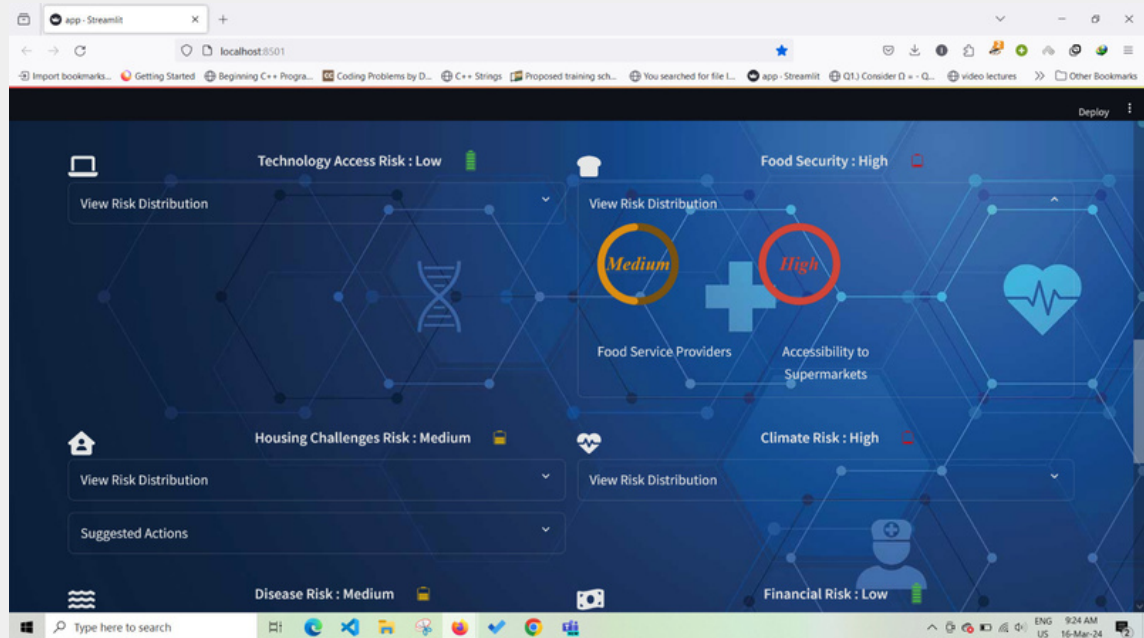 app - Streamlit
localhost:8501
Import bookmarks... Getting Started Beginning C++ Progra... Coding Problems by D... C++ Strings Proposed training sch... You searched for file l... app - Streamlit Q1.) Consider Ω = - Q... video lectures Other Bookmarks
Deploy
Technology Access Risk : Low
View Risk Distribution
Food Security : High
View Risk Distribution
Medium High
Food Service Providers
Accessibility to
Supermarkets
Housing Challenges Risk : Medium
View Risk Distribution
Suggested Actions
Climate Risk : High
View Risk Distribution
Disease Risk : Medium
Financial Risk : Low
Type here to search
ENG
US
9:24 AM
16-Mar-24